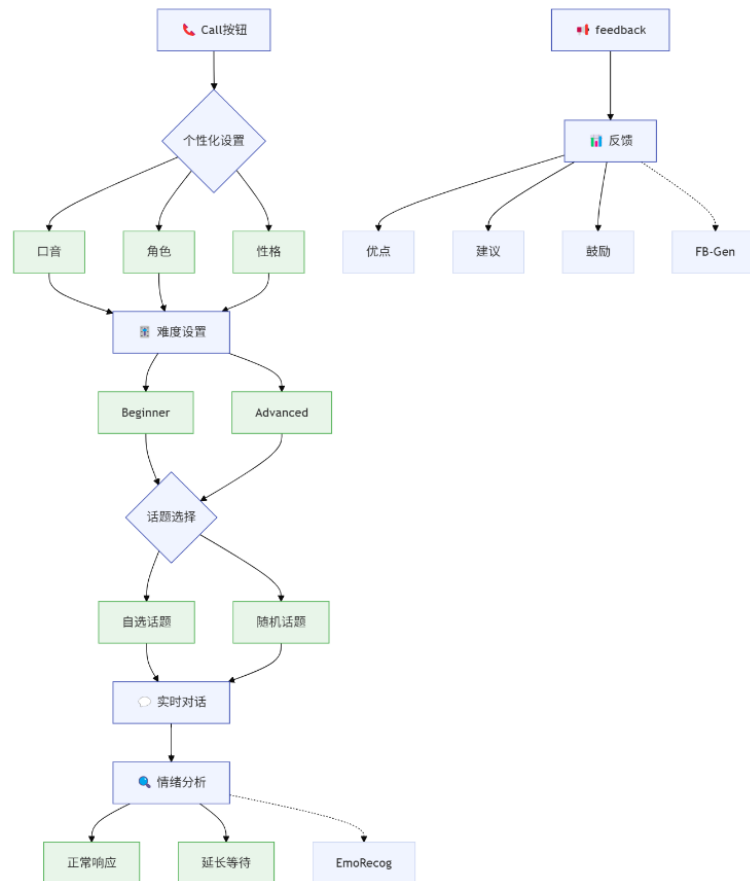 📞 Call按钮
📢 feedback
个性化设置
📊 反馈
口音
角色
性格
优点
建议
鼓励
FB-Gen
🎚️ 难度设置
Beginner
Advanced
话题选择
自选话题
随机话题
💬 实时对话
🔍 情绪分析
正常响应
延长等待
EmoRecog